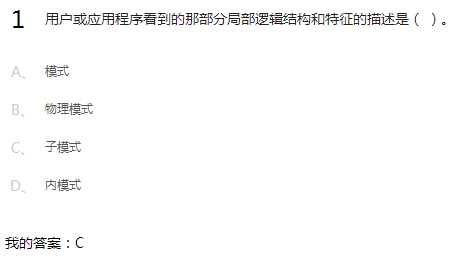 1 用户或应用程序看到的那部分局部逻辑结构和特征的描述是（ ）。
A、 模式
B、 物理模式
C、 子模式
D、 内模式
我的答案：C